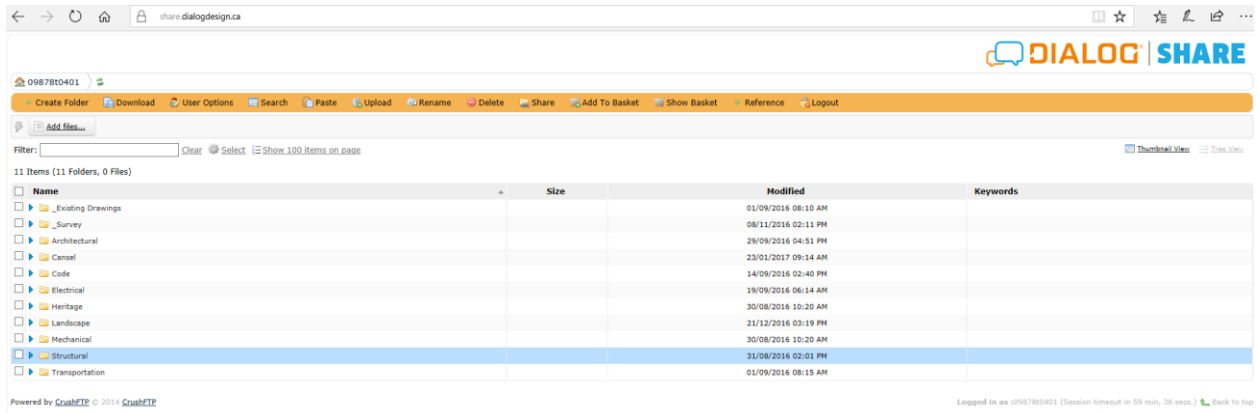 share.dialogdesign.ca
DIALOG | SHARE
09878t0401
Create Folder Download User Options Search Paste Upload Rename Delete Share Add To Basket Show Basket Reference Logout
Add files...
Filter: Clear Select Show 100 items on page Thumbnail View Tree View
11 Items (11 Folders, 0 Files)
Name Size Modified Keywords
_Existing Drawings 01/09/2016 08:10 AM
_Survey 08/11/2016 02:11 PM
Architectural 29/09/2016 04:51 PM
Cansel 23/01/2017 09:14 AM
Code 14/09/2016 02:40 PM
Electrical 19/09/2016 06:14 AM
Heritage 30/08/2016 10:20 AM
Landscape 21/12/2016 03:19 PM
Mechanical 30/08/2016 10:20 AM
Structural 31/08/2016 02:01 PM
Transportation 01/09/2016 08:15 AM
Powered by CrushFTP © 2014 CrushFTP Logged in as :09878t0401 (Session timeout in 59 min, 36 secs.) Back to top